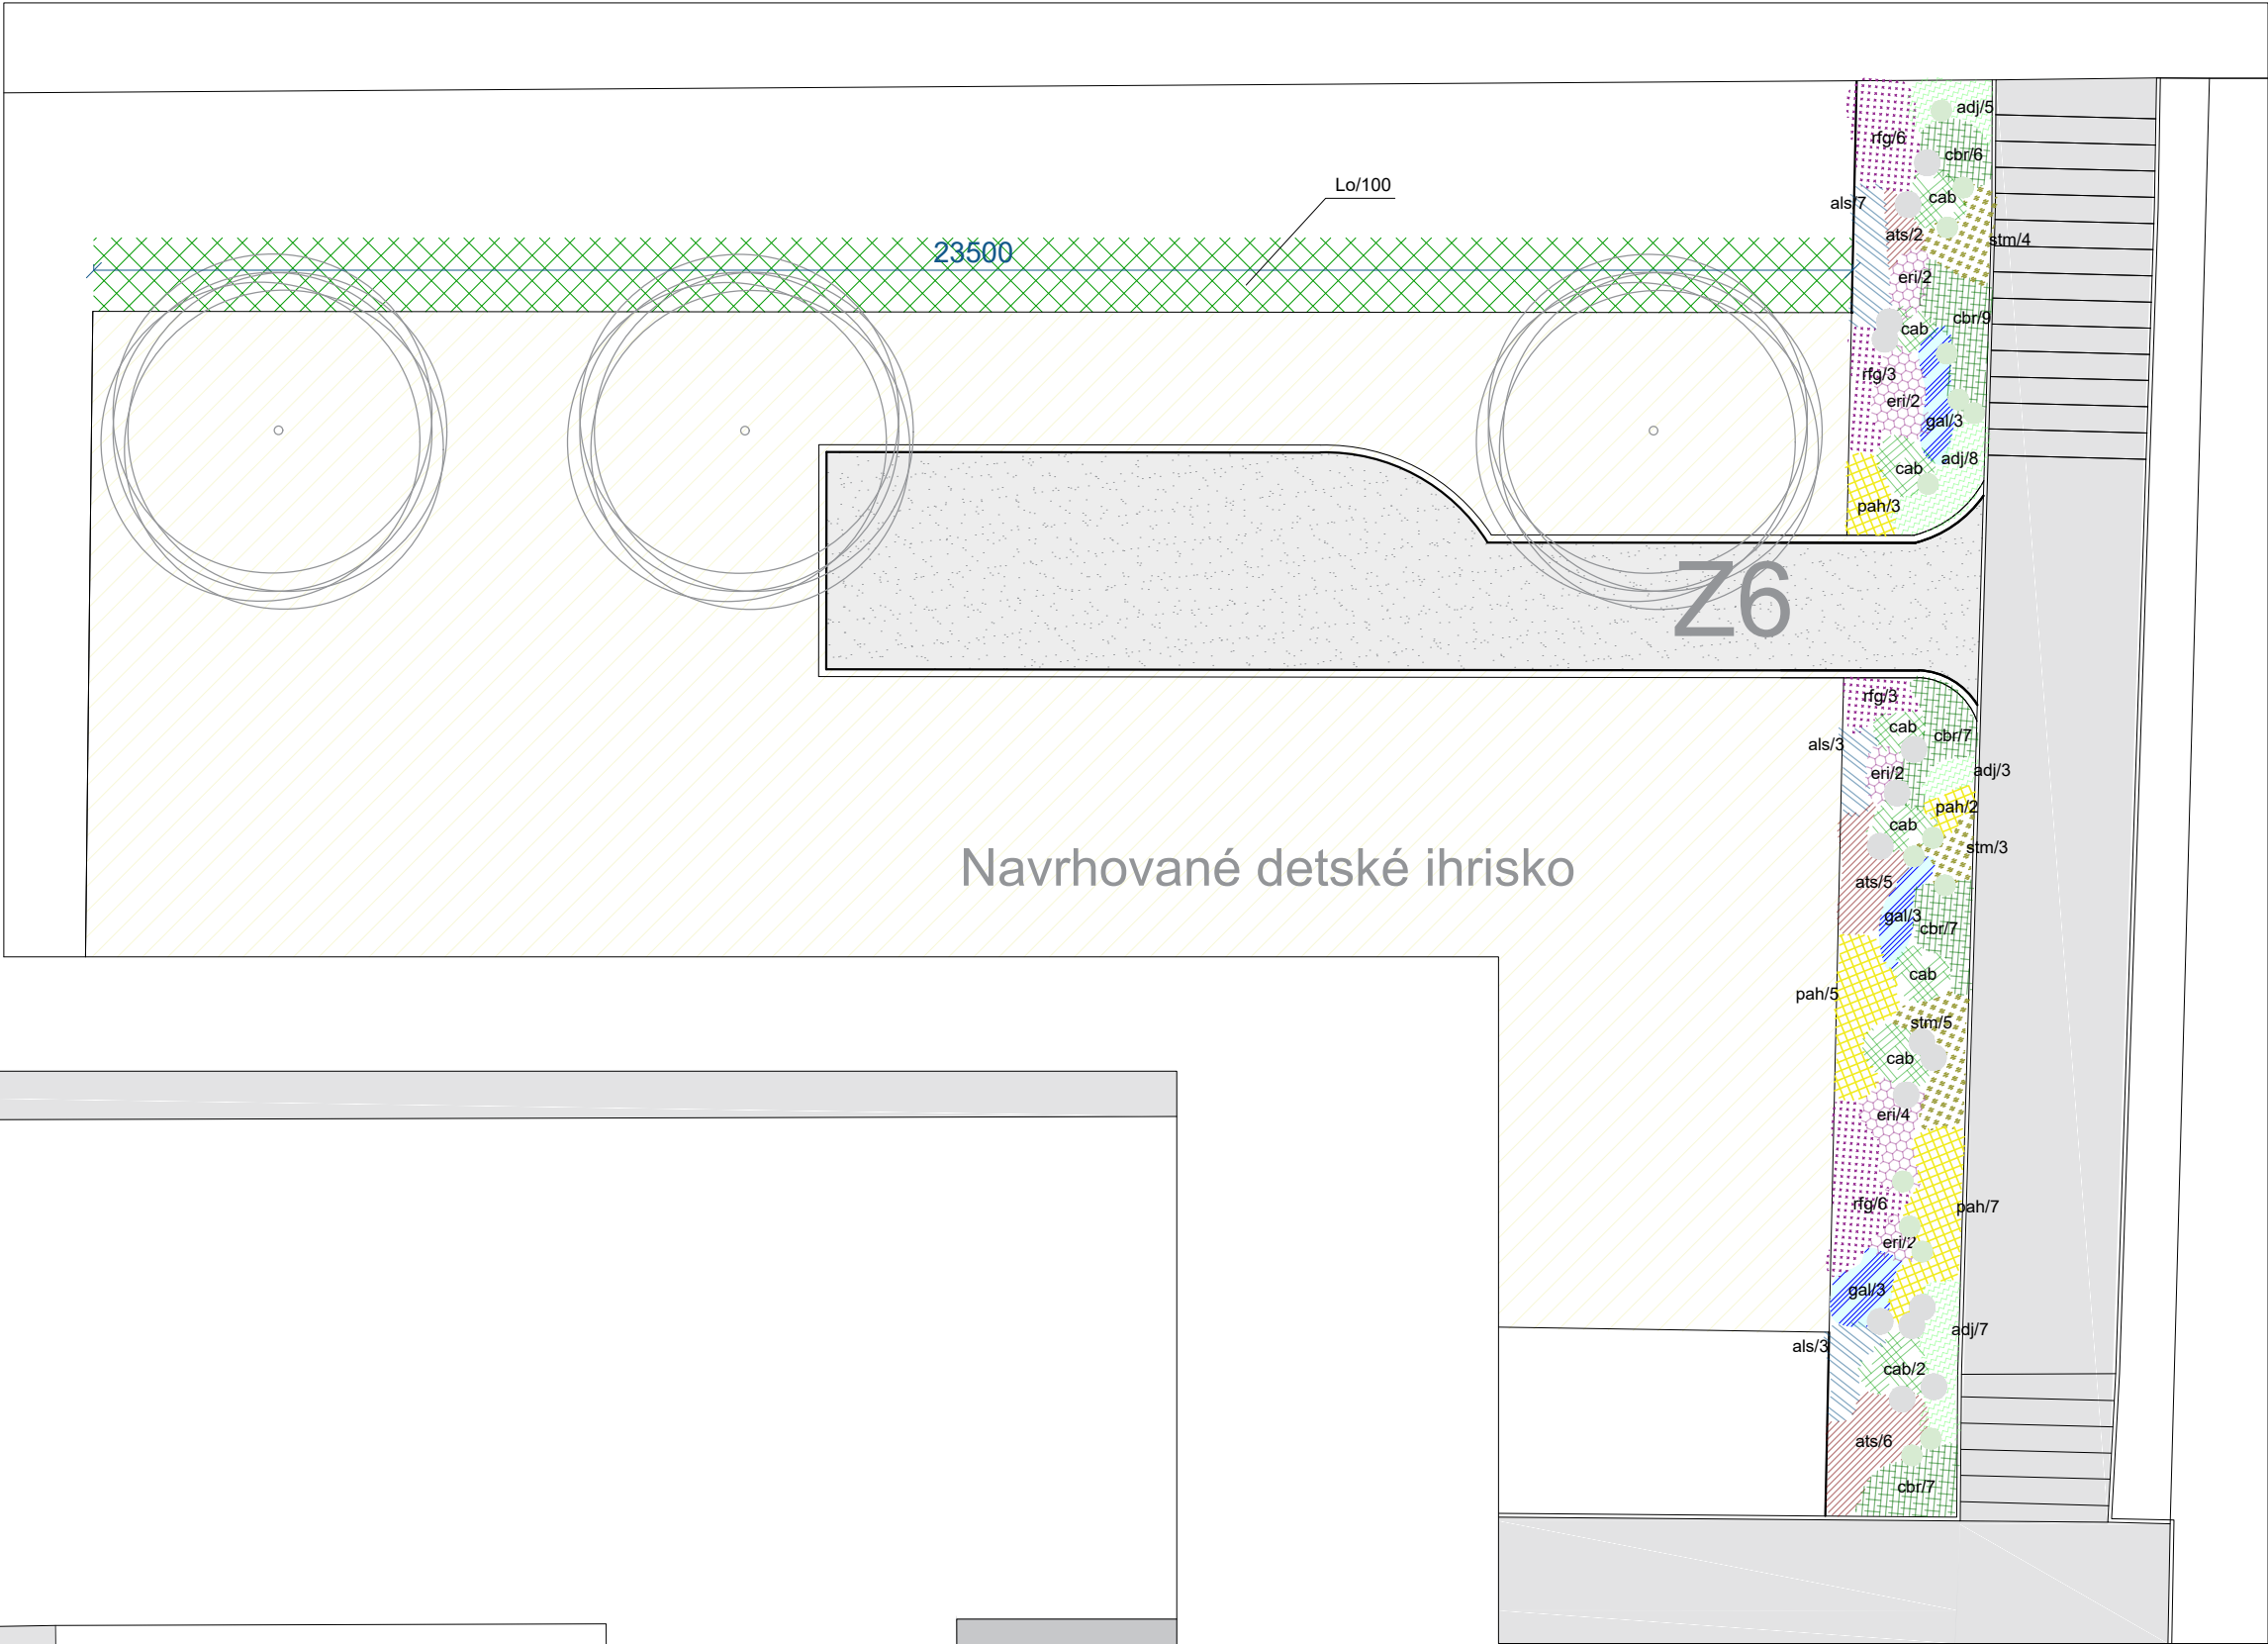 adj/5
rfg/6
cbr/6
Lo/100
cab
als/7
ats/2
stm/4
23500
eri/2
cbr/9
cab
rfg/3
eri/2
gal/3
adj/8
cab
pah/3
Z6
rfg/3
cab
cbr/7
als/3
adj/3
eri/2
pah/2
cab
stm/3
Navrhované detské ihrisko
ats/5
gal/3
cbr/7
cab
pah/5
stm/5
cab
eri/4
rfg/6
pah/7
eri/2
gal/3
adj/7
als/3
cab/2
ats/6
cbr/7